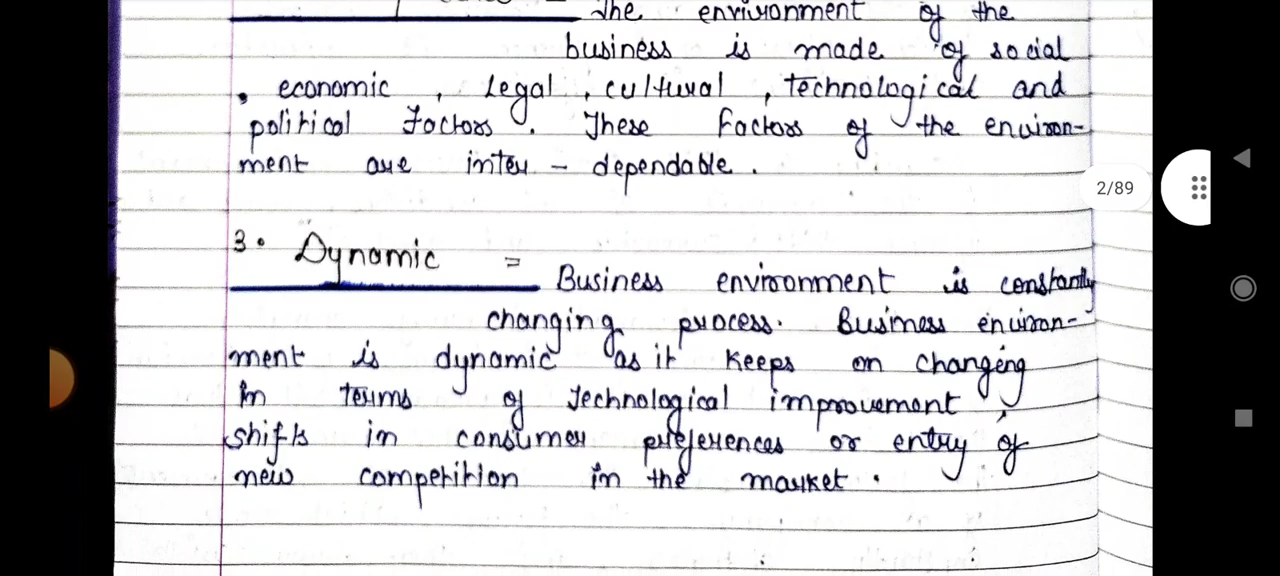 The environment of the
business is made of social
, economic , Legal , cultural , Technological and
political Factors . These Factors of the environ-
ment are inter - dependable .
2/89
3. Dynamic =
Business environment is constantly
changing process. Business environ-
ment is dynamic as it keeps on changing
in terms of Technological improvement ,
shifts in consumer preferences or entry of
new competition in the market .